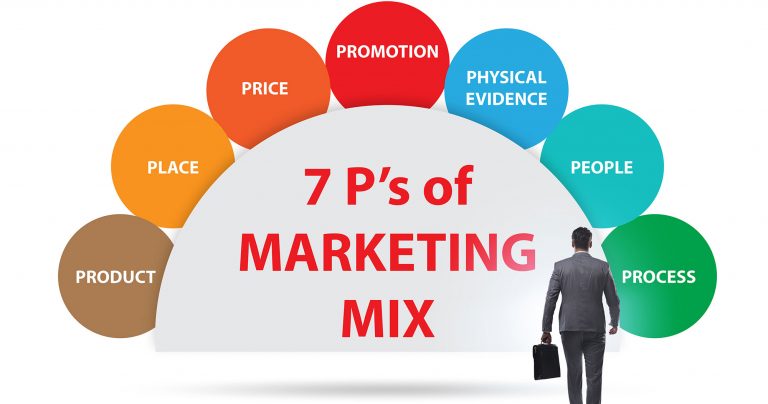 PRODUCT
PLACE
PRICE
PROMOTION
PHYSICAL
EVIDENCE
PEOPLE
PROCESS
7 P's of
MARKETING
MIX